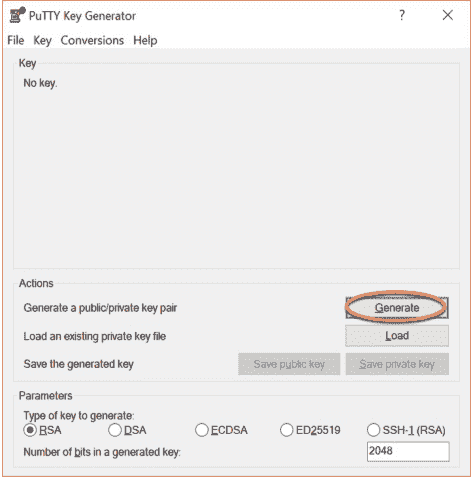 PuTTY Key Generator ?
File Key Conversions Help
Key
No key.
Actions
Generate a public/private key pair Generate
Load an existing private key file Load
Save the generated key Save public key Save private key
Parameters
Type of key to generate:
RSA DSA ECDSA ED25519 SSH-1 (RSA)
Number of bits in a generated key: 2048